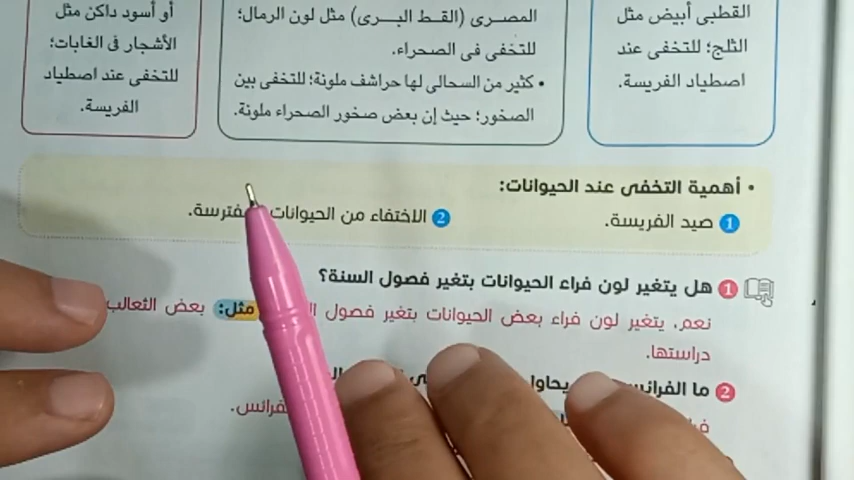 القطبى أبيض مثل
الثلج؛ للتخفى عند
اصطياد الفريسة.
المصرى (القط البرى) مثل لون الرمال؛
للتخفى فى الصحراء.
• كثير من السحالى لها حراشف ملونة؛ للتخفى بين
الصخور؛ حيث إن بعض صخور الصحراء ملونة.
أو أسود داكن مثل
الأشجار فى الغابات؛
للتخفى عند اصطياد
الفريسة.
• أهمية التخفى عند الحيوانات:
1 صيد الفريسة. 2 الاختفاء من الحيوانات
1 هل يتغير لون فراء الحيوانات بتغير فصول السنة؟
نعم، يتغير لون فراء بعض الحيوانات بتغير فصول مثل: بعض الثعالب
دراستها.
2 ما